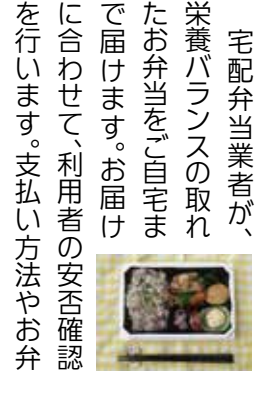 宅配弁当業者が、
栄養バランスの取れ
たお弁当をご自宅ま
で届けます。お届け
に合わせて、利用者の安否確認
を行います。支払い方法やお弁